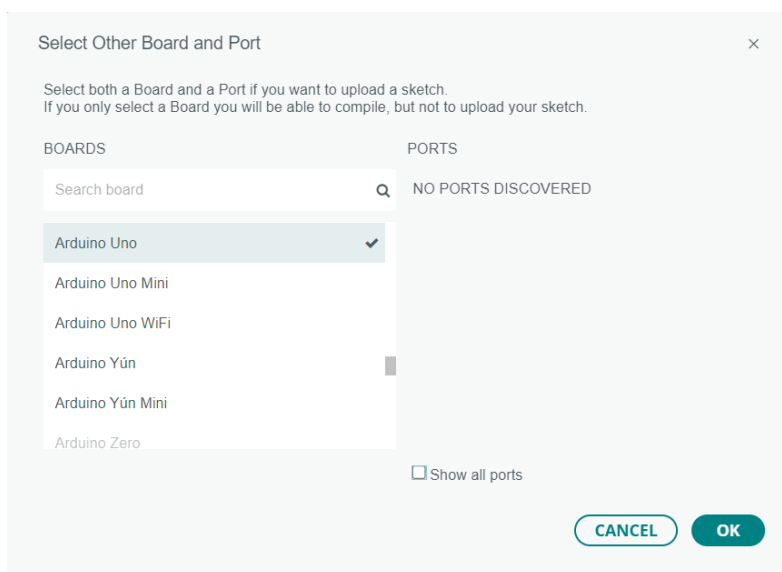 Select Other Board and Port
Select both a Board and a Port if you want to upload a sketch.
If you only select a Board you will be able to compile, but not to upload your sketch.
BOARDS
PORTS
Search board
NO PORTS DISCOVERED
Arduino Uno
Arduino Uno Mini
Arduino Uno WiFi
Arduino Yún
Arduino Yún Mini
Arduino Zero
Show all ports
CANCEL
OK